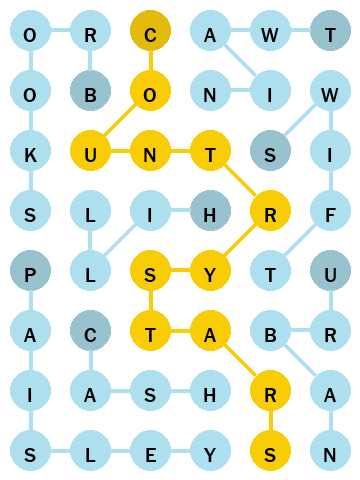 O R C A W T
O B O N I W
K U N T S I
S L I H R F
P L S Y T U
A C T A B R
I A S H R A
S L E Y S N